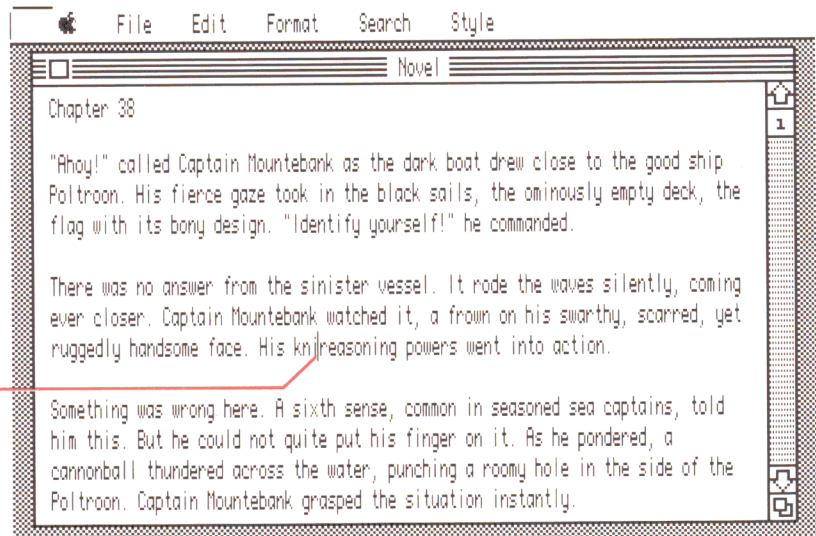 File Edit Format Search Style
Novel
Chapter 38
1
"Ahoy!" called Captain Mountebank as the dark boat drew close to the good ship
Poltroon. His fierce gaze took in the black sails, the ominously empty deck, the
flag with its bony design. "Identify yourself!" he commanded.
There was no answer from the sinister vessel. It rode the waves silently, coming
ever closer. Captain Mountebank watched it, a frown on his swarthy, scarred, yet
ruggedly handsome face. His knireasoning powers went into action.
Something was wrong here. A sixth sense, common in seasoned sea captains, told
him this. But he could not quite put his finger on it. As he pondered, a
cannonball thundered across the water, punching a roomy hole in the side of the
Poltroon. Captain Mountebank grasped the situation instantly.